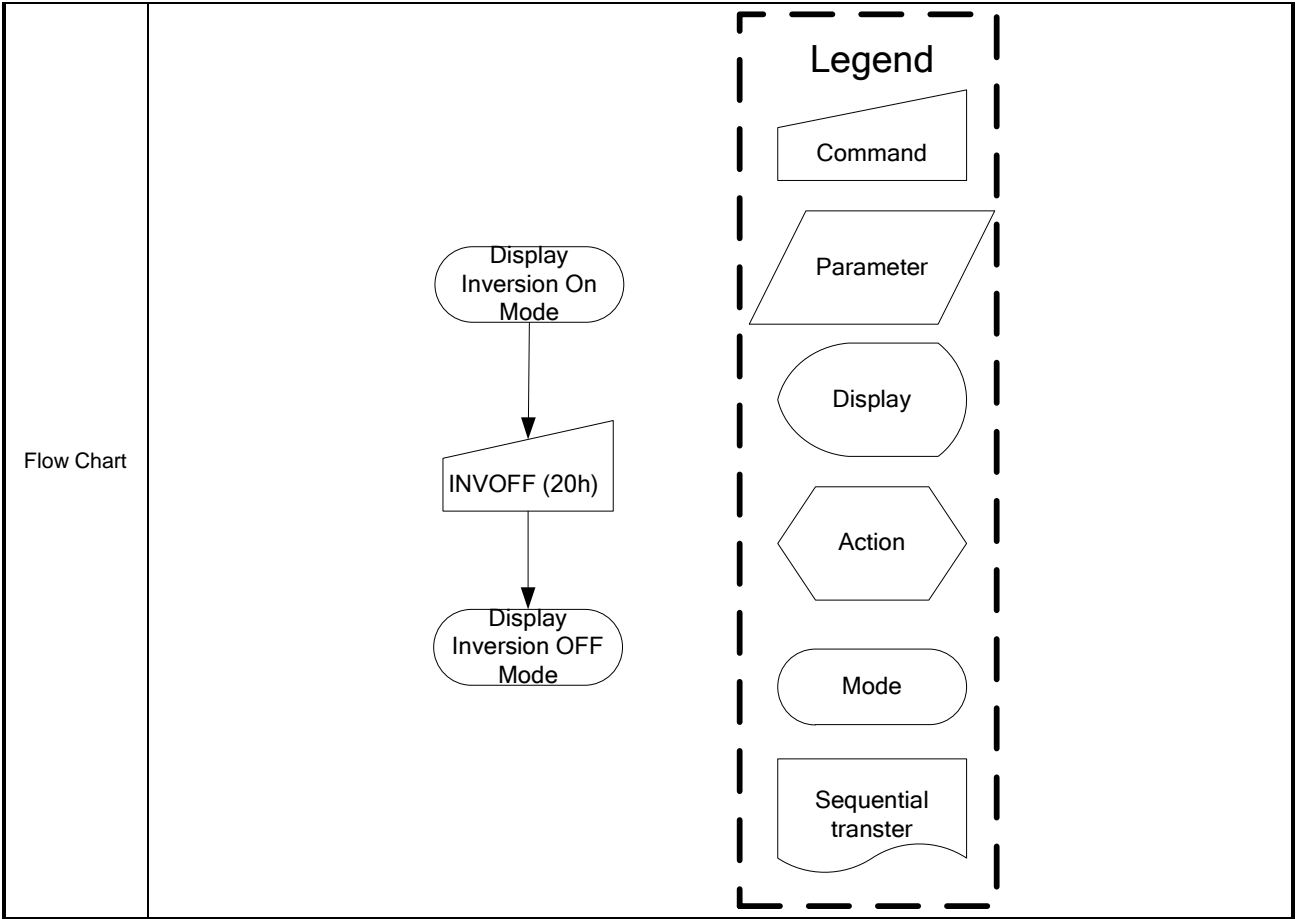 Flow Chart
Display
Inversion On
Mode
INVOFF (20h)
Display
Inversion OFF
Mode
Legend
Command
Parameter
Display
Action
Mode
Sequential
transter